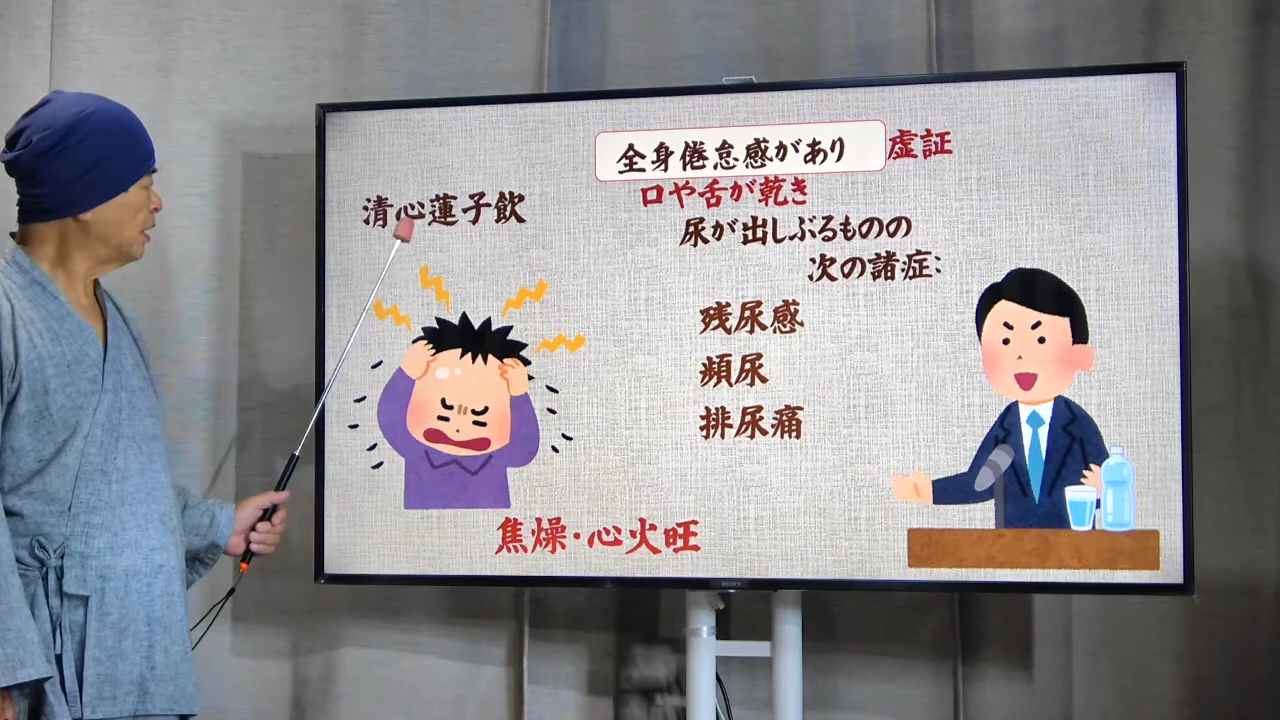 清心蓮子飲
全身倦怠感があり 虚証
口や舌が乾き
尿が出しぶるものの
次の諸症:
残尿感
頻尿
排尿痛
焦燥・心火旺
SONY